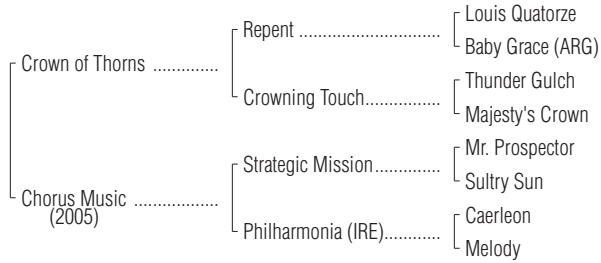 Louis Quatorze
Repent
Baby Grace (ARG)
Crown of Thorns
Thunder Gulch
Crowning Touch
Majesty's Crown
Mr. Prospector
Strategic Mission
Sultry Sun
Chorus Music
(2005)
Caerleon
Philharmonia (IRE)
Melody